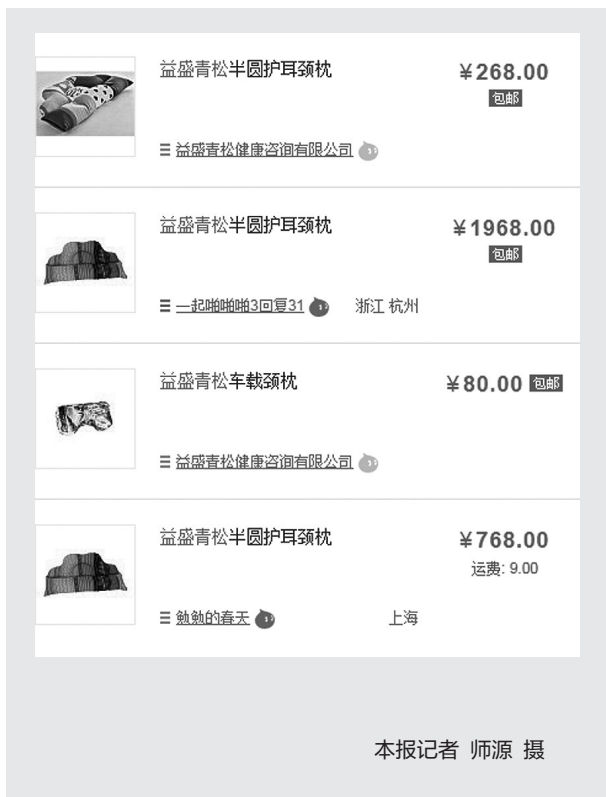 益盛青松半圆护耳颈枕
￥268.00
包邮
益盛青松健康咨询有限公司
益盛青松半圆护耳颈枕
￥1968.00
包邮
一起啪啪啪3回复31 浙江 杭州
益盛青松车载颈枕
￥80.00 包邮
益盛青松健康咨询有限公司
益盛青松半圆护耳颈枕
￥768.00
运费: 9.00
勉勉的春天 上海
本报记者 师源 摄